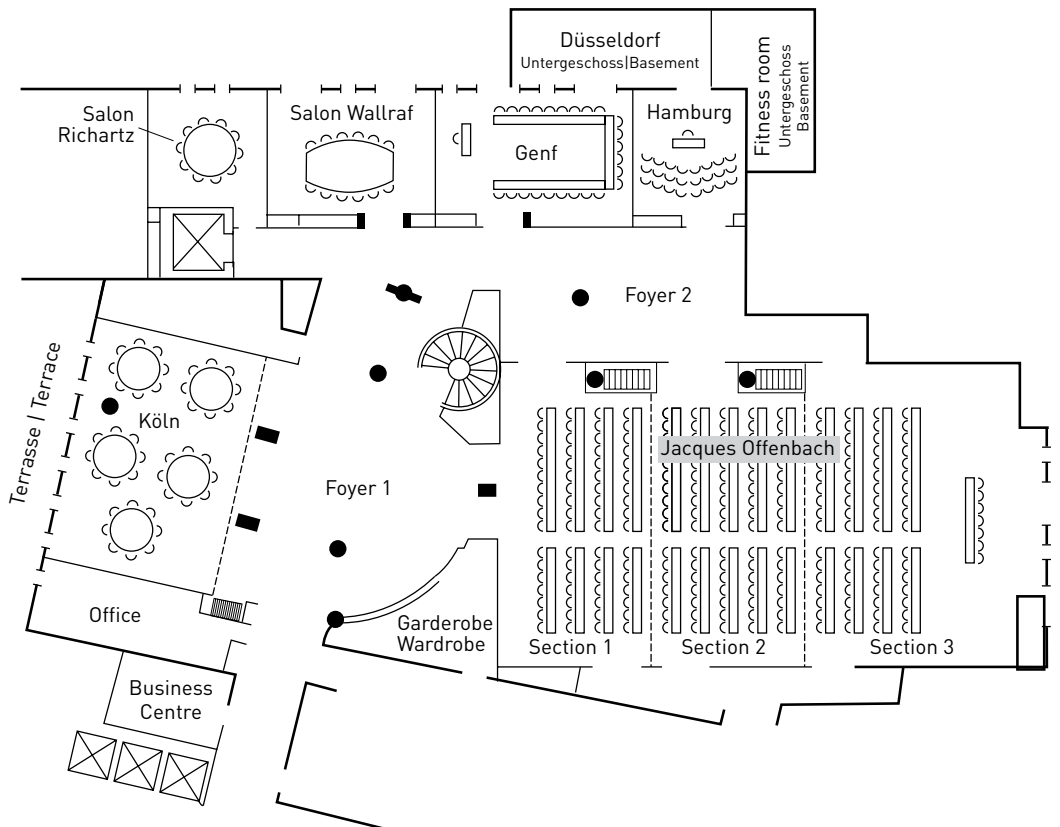 Düsseldorf
Untergeschoss|Basement
Fitness room
Untergeschoss
Basement
Salon
Richartz
Salon Wallraf
Genf
Hamburg
Foyer 2
Terrasse | Terrace
Köln
Jacques Offenbach
Foyer 1
Office
Garderobe
Wardrobe
Section 1
Section 2
Section 3
Business
Centre